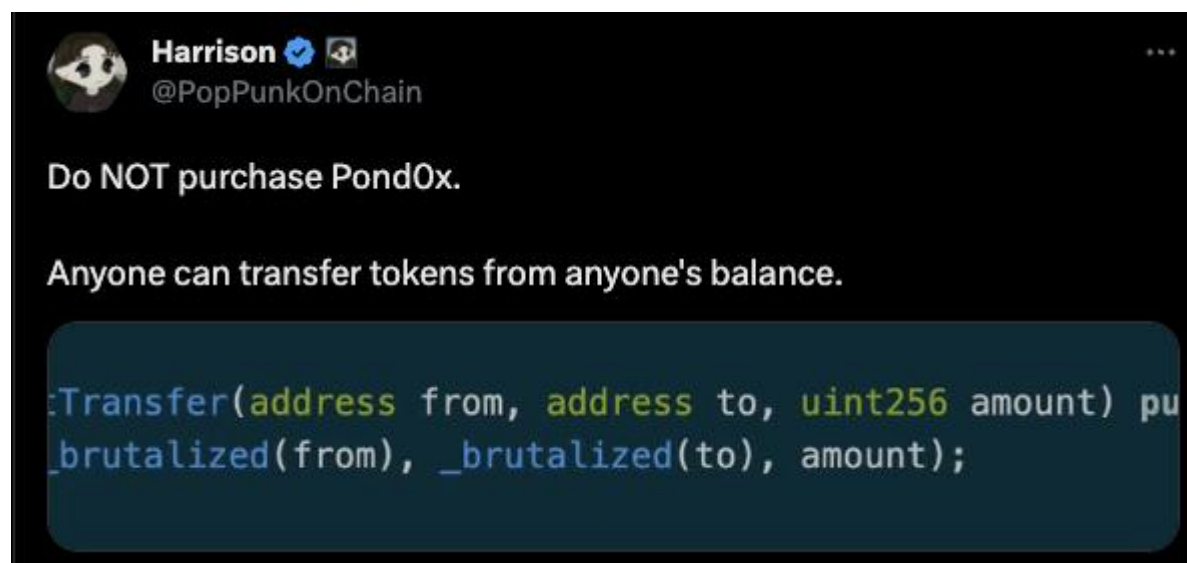 Harrison
@PopPunkOnChain
Do NOT purchase Pond0x.
Anyone can transfer tokens from anyone's balance.
:Transfer(address from, address to, uint256 amount) pu
_brutalized(from), _brutalized(to), amount);